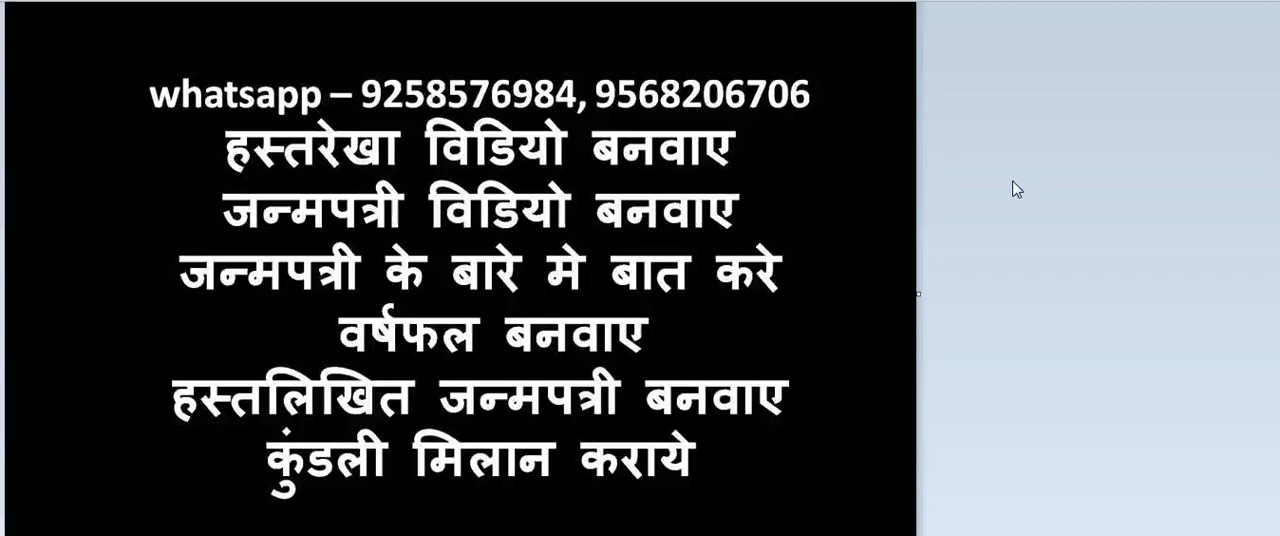 whatsapp – 9258576984, 9568206706
हस्तरेखा विडियो बनवाए
जन्मपत्री विडियो बनवाए
जन्मपत्री के बारे मे बात करे
वर्षफल बनवाए
हस्तलिखित जन्मपत्री बनवाए
कुंडली मिलान कराये